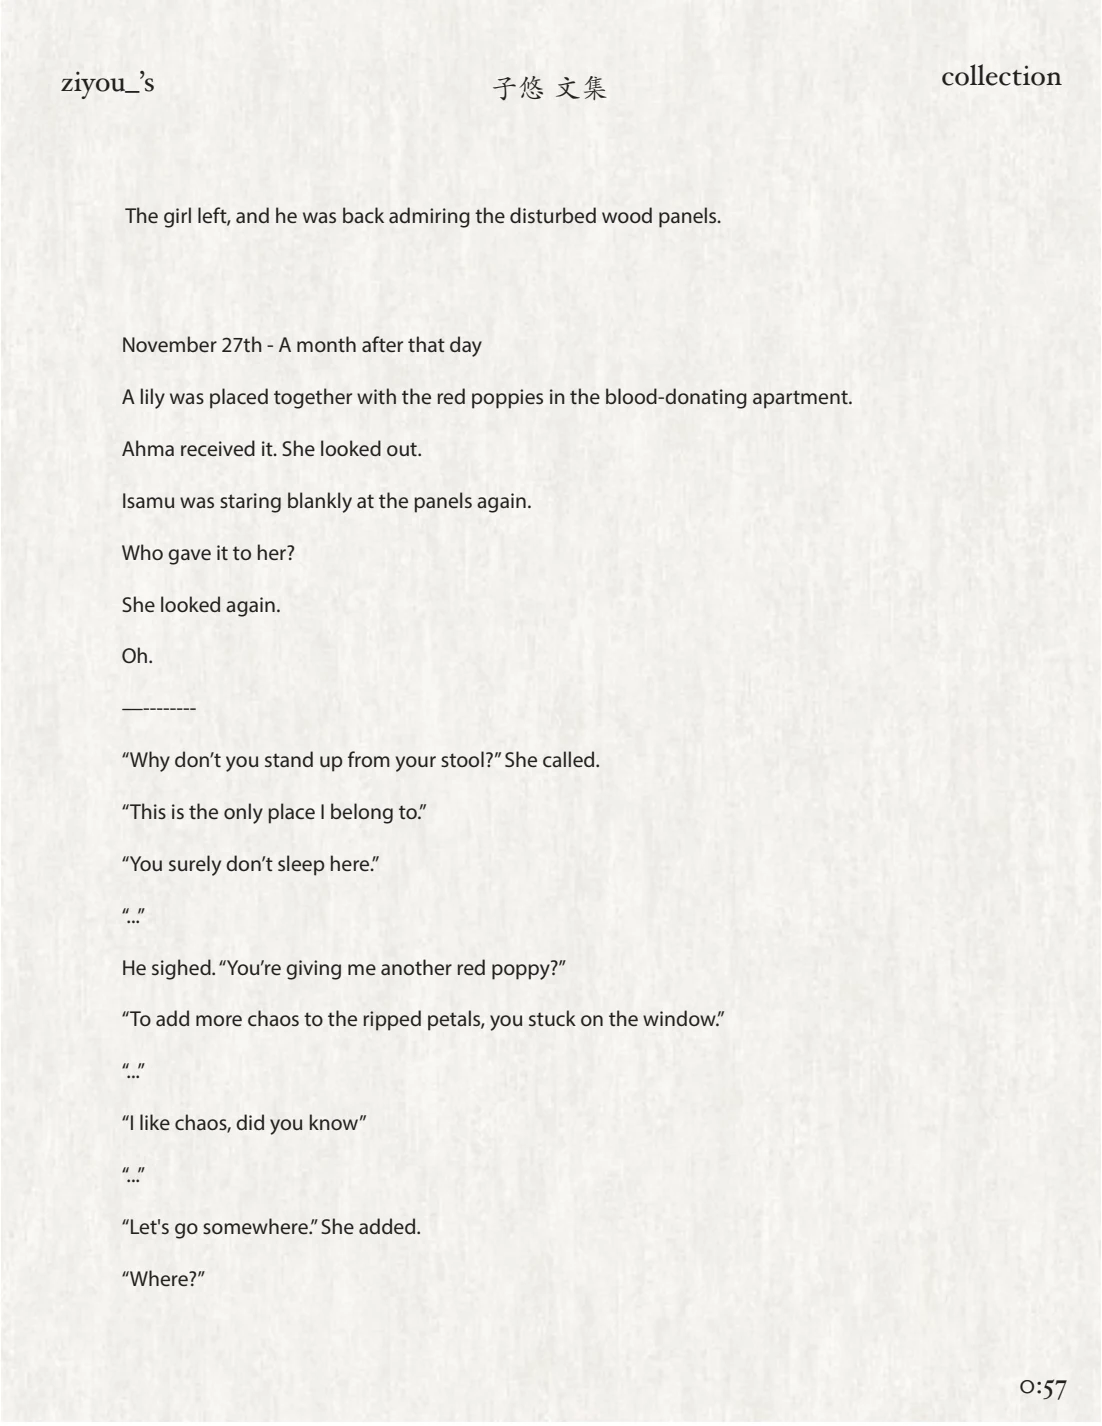 ziyou_’s
子悠 文集
collection
The girl left, and he was back admiring the disturbed wood panels.
November 27th - A month after that day
A lily was placed together with the red poppies in the blood-donating apartment.
Ahma received it. She looked out.
Isamu was staring blankly at the panels again.
Who gave it to her?
She looked again.
Oh.
—--------
“Why don’t you stand up from your stool?” She called.
“This is the only place I belong to.”
“You surely don’t sleep here.”
“...”
He sighed. “You’re giving me another red poppy?”
“To add more chaos to the ripped petals, you stuck on the window.”
“...”
“I like chaos, did you know”
“...”
“Let's go somewhere.” She added.
“Where?”
0:57